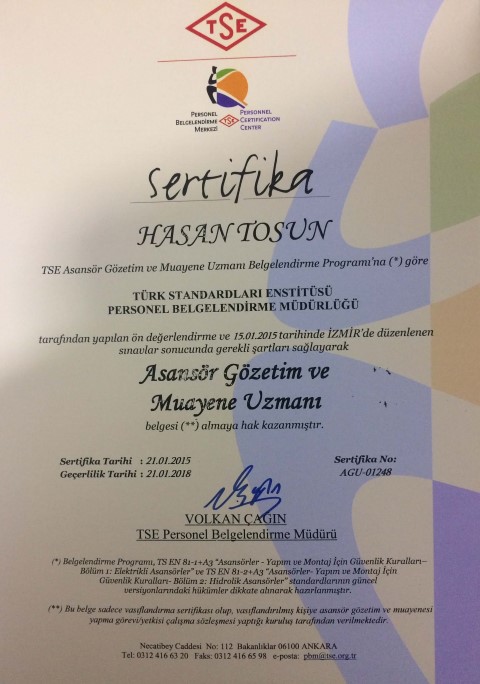 TSE
PERSONEL
BELGELENDİRME
MERKEZİ
TSE
PERSONNEL
CERTIFICATION
CENTER
sertifika
HASAN TOSUN
TSE Asansör Gözetim ve Muayene Uzmanı Belgelendirme Programı'na (*) göre
TÜRK STANDARDLARI ENSTİTÜSÜ
PERSONEL BELGELENDİRME MÜDÜRLÜĞÜ
tarafından yapılan ön değerlendirme ve 15.01.2015 tarihinde İZMİR'de düzenlenen
sınavlar sonucunda gerekli şartları sağlayarak
Asansör Gözetim ve
Muayene Uzmanı
belgesi (**) almaya hak kazanmıştır.
Sertifika Tarihi : 21.01.2015
Geçerlilik Tarihi : 21.01.2018
Sertifika No:
AGU-01248
VOLKAN ÇAĞIN
TSE Personel Belgelendirme Müdürü
(*) Belgelendirme Programı, TS EN 81-1+A3 "Asansörler - Yapım ve Montaj İçin Güvenlik Kuralları–
Bölüm 1: Elektrikli Asansörler" ve TS EN 81-2+A3 "Asansörler- Yapım ve Montaj İçin
Güvenlik Kuralları- Bölüm 2: Hidrolik Asansörler" standardlarının güncel
versiyonlarındaki hükümler dikkate alınarak hazırlanmıştır.
(**) Bu belge sadece vasıflandırma sertifikası olup, vasıflandırılmış kişiye asansör gözetim ve muayenesi
yapma görevi/yetkisi çalışma sözleşmesi yaptığı kuruluş tarafından verilmektedir.
Necatibey Caddesi No: 112 Bakanlıklar 06100 ANKARA
Tel: 0312 416 63 20 Faks: 0312 416 65 98 e-posta: pbm@tse.org.tr